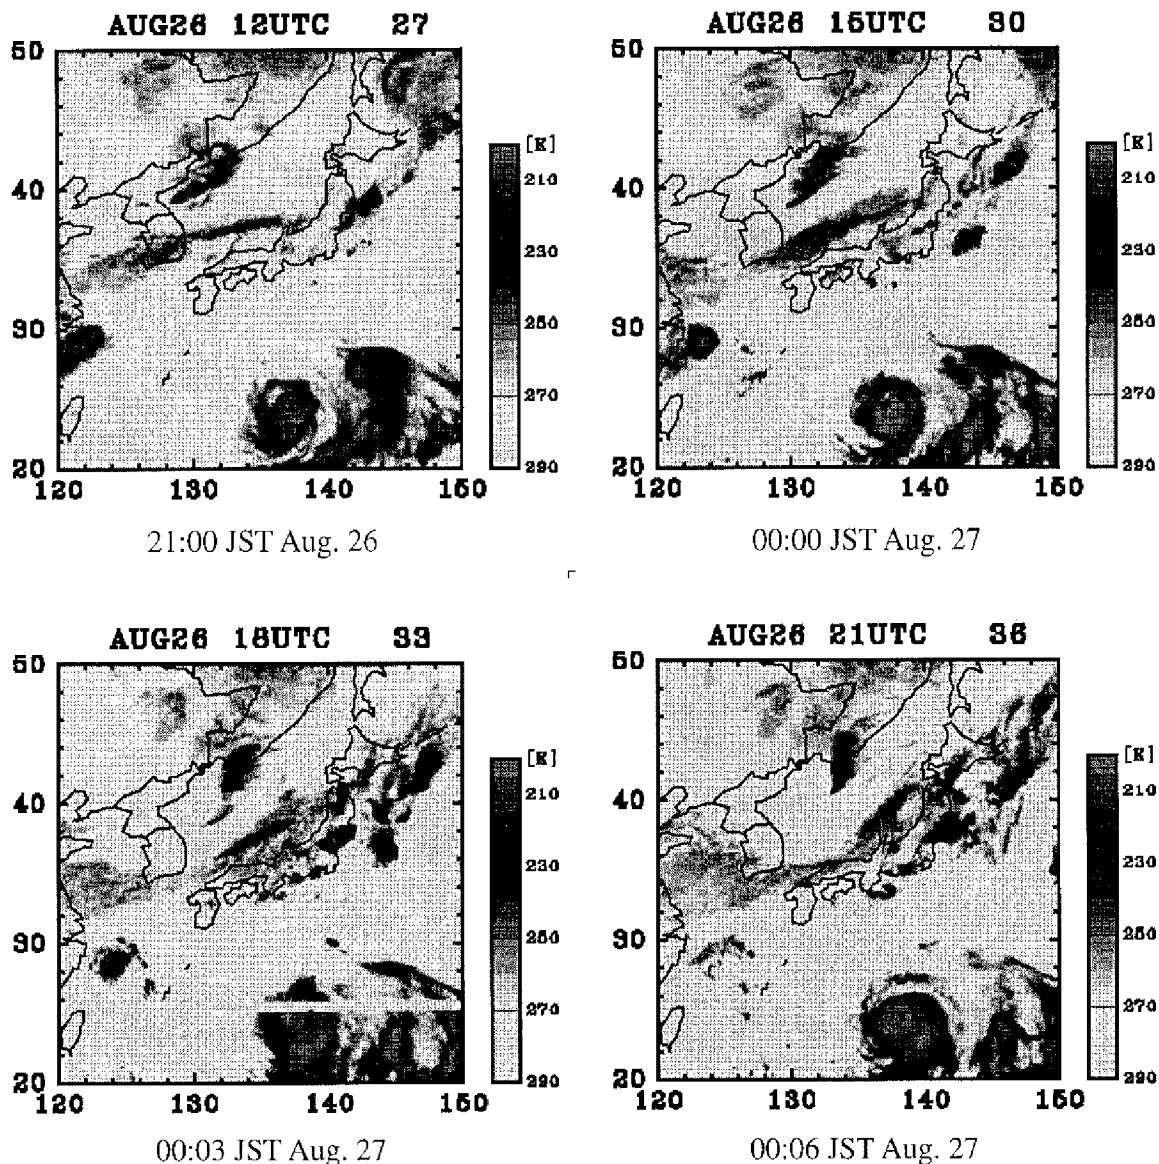 AUG26 12UTC 27
50
40
30
20
120 130 140 150
[K]
210
230
250
270
290
21:00 JST Aug. 26
AUG26 15UTC 30
50
40
30
20
120 130 140 150
[K]
210
230
250
270
290
00:00 JST Aug. 27
AUG26 18UTC 33
50
40
30
20
120 130 140 150
[K]
210
230
250
270
290
00:03 JST Aug. 27
AUG26 21UTC 36
50
40
30
20
120 130 140 150
[K]
210
230
250
270
290
00:06 JST Aug. 27